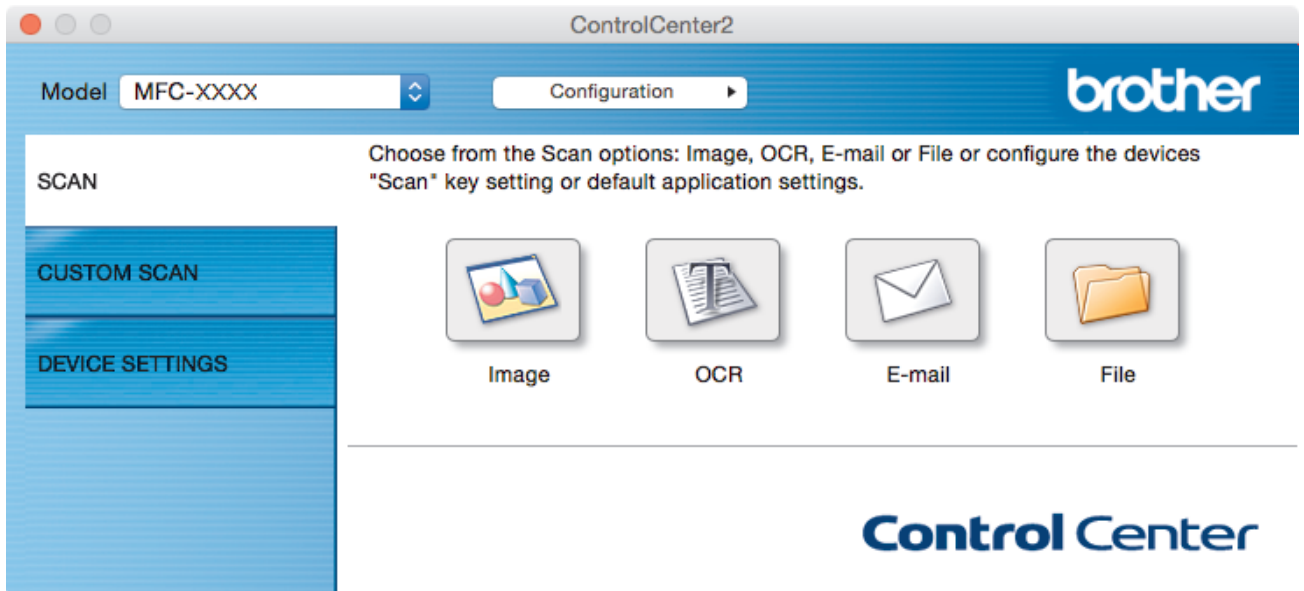 ControlCenter2
Model MFC-XXXX Configuration brother
SCAN
Choose from the Scan options: Image, OCR, E-mail or File or configure the devices
"Scan" key setting or default application settings.
CUSTOM SCAN
DEVICE SETTINGS
Image OCR E-mail File
Control Center